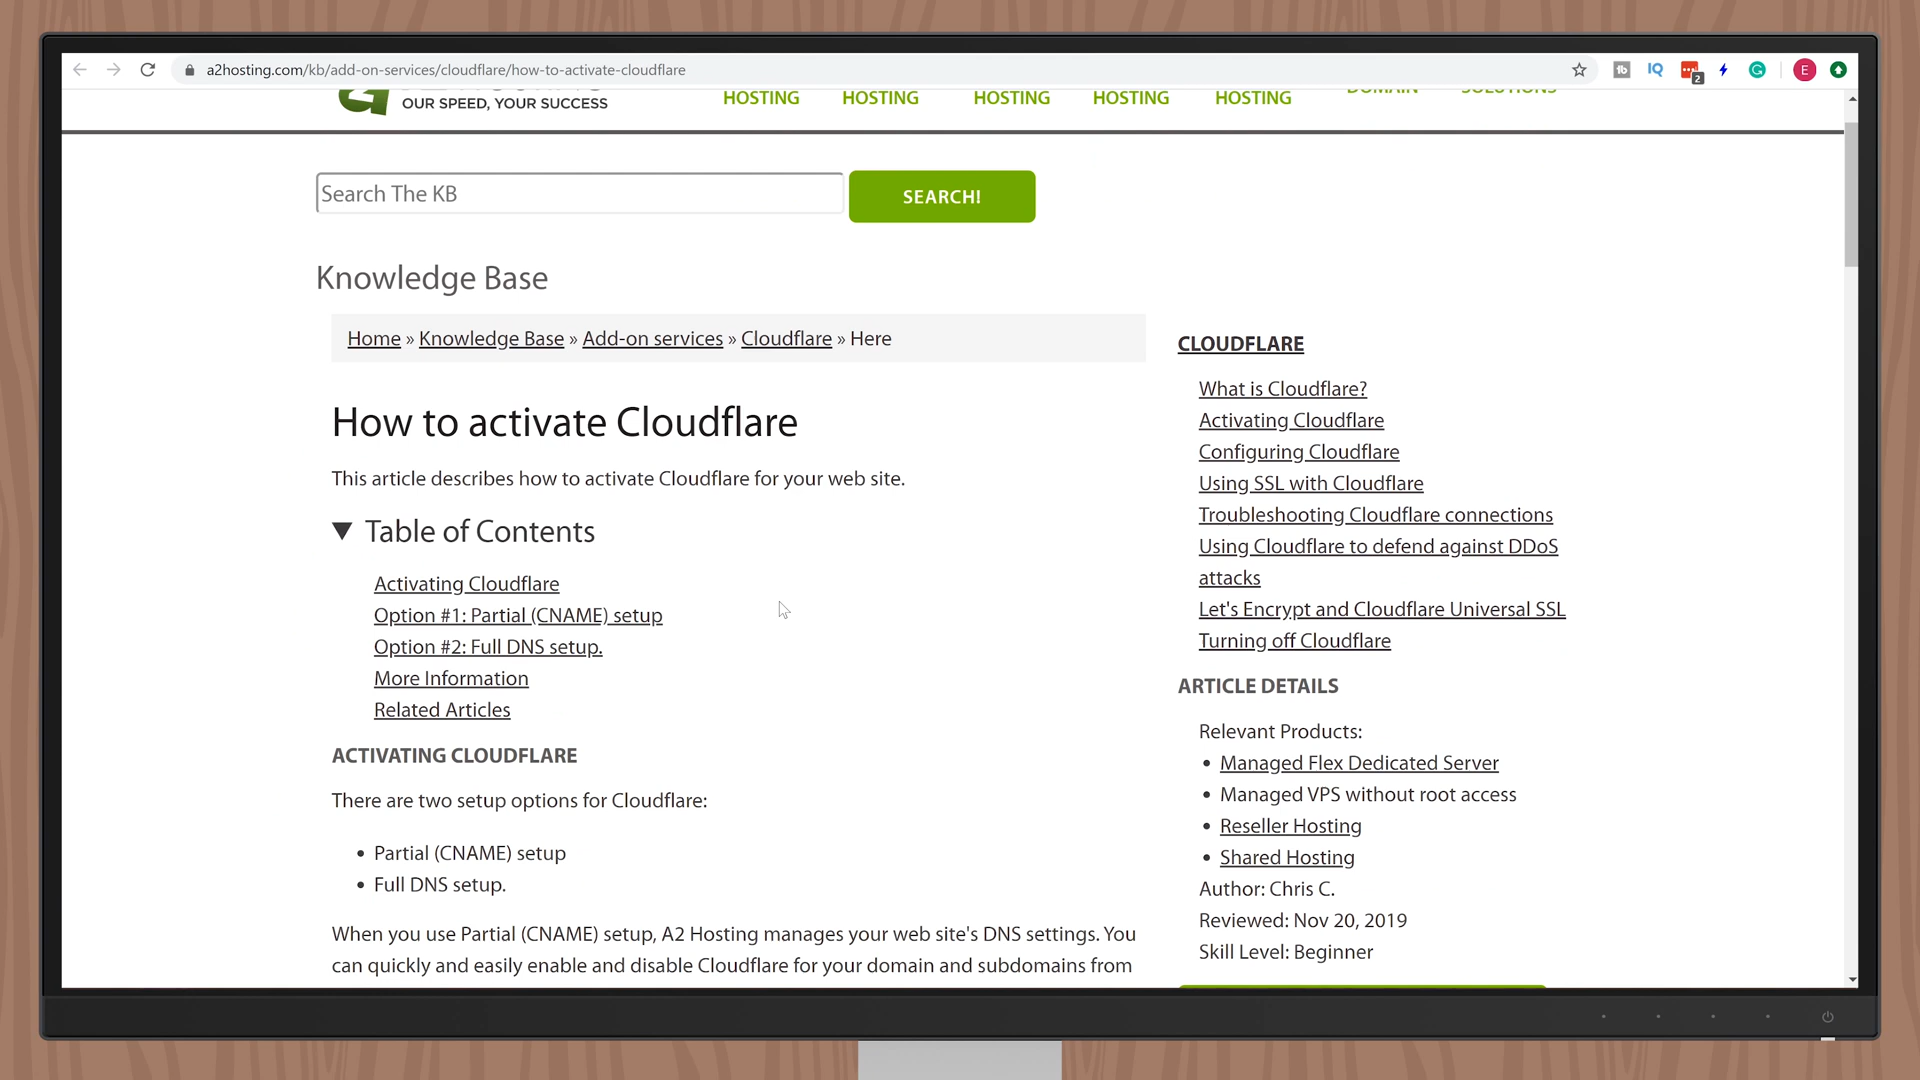 a2hosting.com/kb/add-on-services/cloudflare/how-to-activate-cloudflare
E
2
OUR SPEED, YOUR SUCCESS
HOSTING HOSTING HOSTING HOSTING HOSTING DOMAIN SOLUTIONS
Search The KB
SEARCH!
Knowledge Base
Home » Knowledge Base » Add-on services » Cloudflare » Here
How to activate Cloudflare
This article describes how to activate Cloudflare for your web site.
▼ Table of Contents
Activating Cloudflare
Option #1: Partial (CNAME) setup
Option #2: Full DNS setup.
More Information
Related Articles
ACTIVATING CLOUDFLARE
There are two setup options for Cloudflare:
• Partial (CNAME) setup
• Full DNS setup.
When you use Partial (CNAME) setup, A2 Hosting manages your web site's DNS settings. You
can quickly and easily enable and disable Cloudflare for your domain and subdomains from
CLOUDFLARE
What is Cloudflare?
Activating Cloudflare
Configuring Cloudflare
Using SSL with Cloudflare
Troubleshooting Cloudflare connections
Using Cloudflare to defend against DDoS
attacks
Let's Encrypt and Cloudflare Universal SSL
Turning off Cloudflare
ARTICLE DETAILS
Relevant Products:
• Managed Flex Dedicated Server
• Managed VPS without root access
• Reseller Hosting
• Shared Hosting
Author: Chris C.
Reviewed: Nov 20, 2019
Skill Level: Beginner